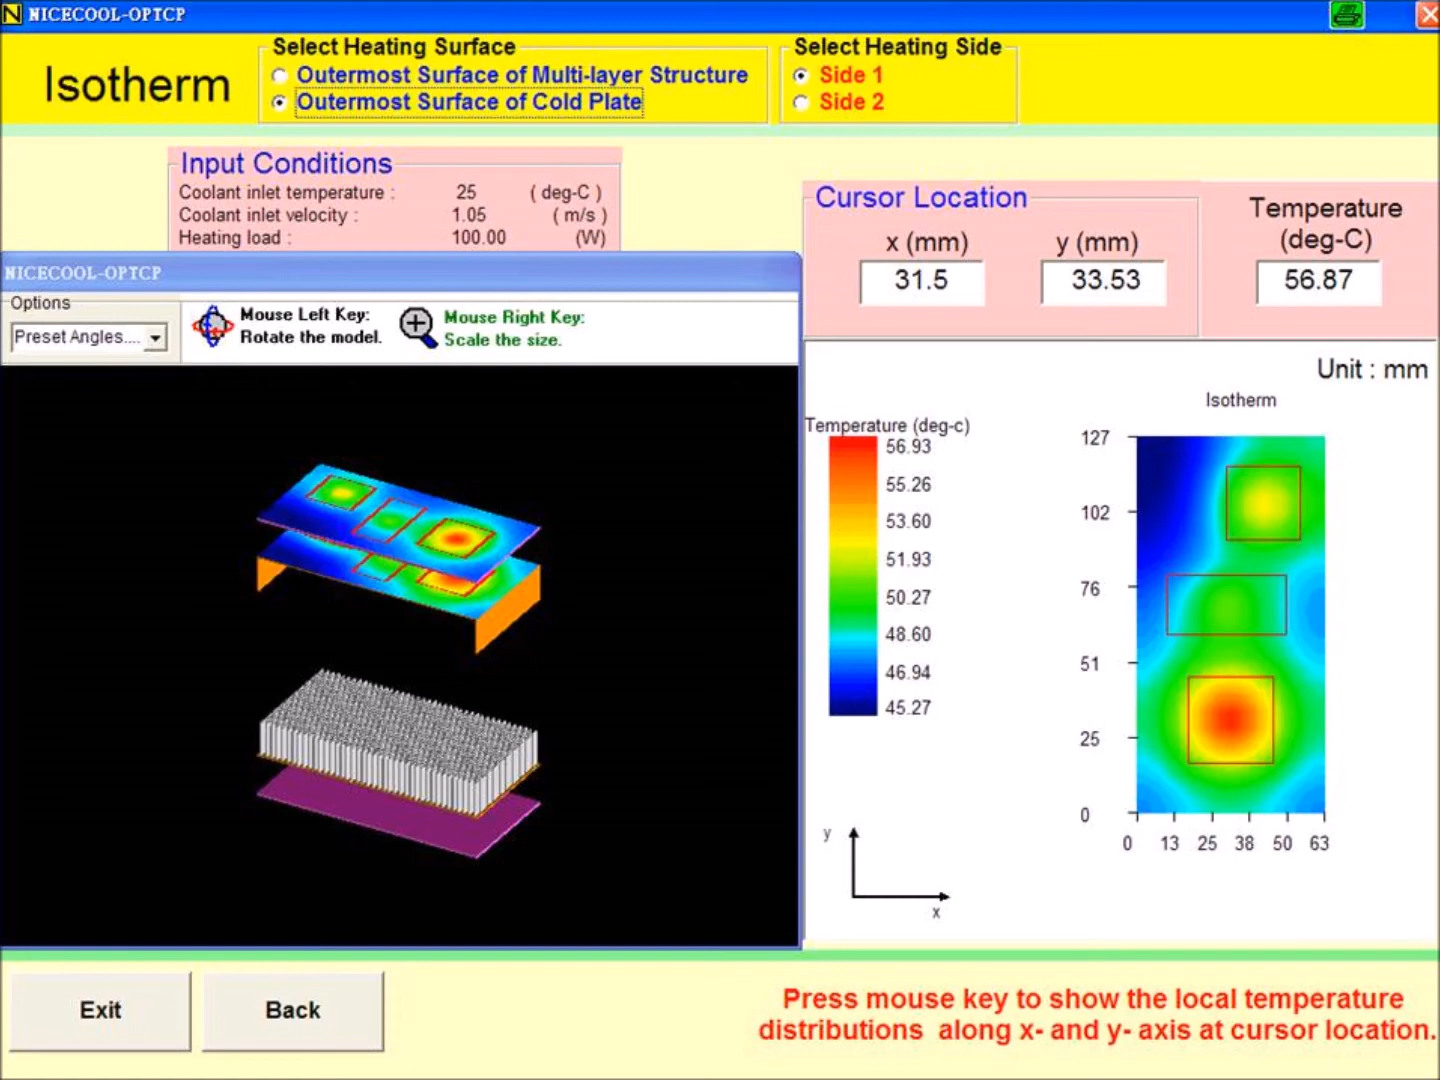 NICECOOL-OPTCP
Isotherm
Select Heating Surface
Outermost Surface of Multi-layer Structure
Outermost Surface of Cold Plate
Select Heating Side
Side 1
Side 2
Input Conditions
Coolant inlet temperature : 25 ( deg-C )
Coolant inlet velocity : 1.05 ( m/s )
Heating load : 100.00 (W)
Cursor Location
x (mm) y (mm)
31.5 33.53
Temperature
(deg-C)
56.87
NICECOOL-OPTCP
Options
Preset Angles....
Mouse Left Key:
Rotate the model.
Mouse Right Key:
Scale the size.
Unit : mm
Isotherm
Temperature (deg-c)
56.93
55.26
53.60
51.93
50.27
48.60
46.94
45.27
127
102
76
51
25
0
0 13 25 38 50 63
y
x
Exit
Back
Press mouse key to show the local temperature
distributions along x- and y- axis at cursor location.